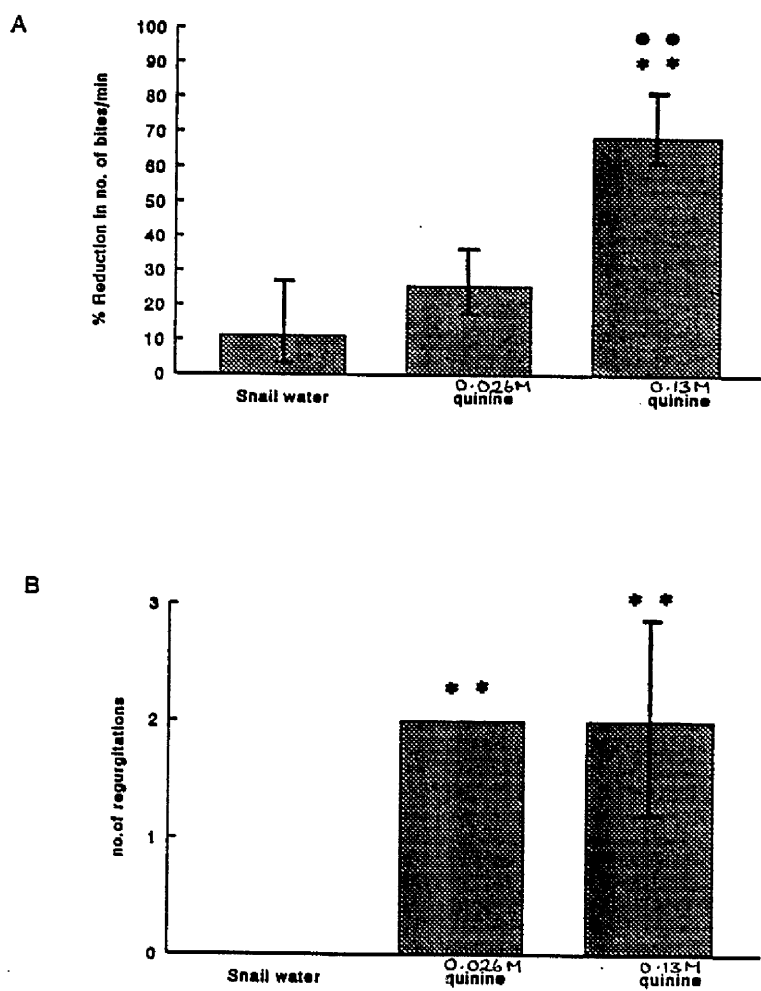 A
% Reduction in no. of bites/min
100
90
80
70
60
50
40
30
20
10
0
● ●
* *
Snail water
0.026M
quinine
0.13M
quinine
B
no.of regurgitations
3
2
1
0
* *
* *
Snail water
0.026M
quinine
0.13M
quinine